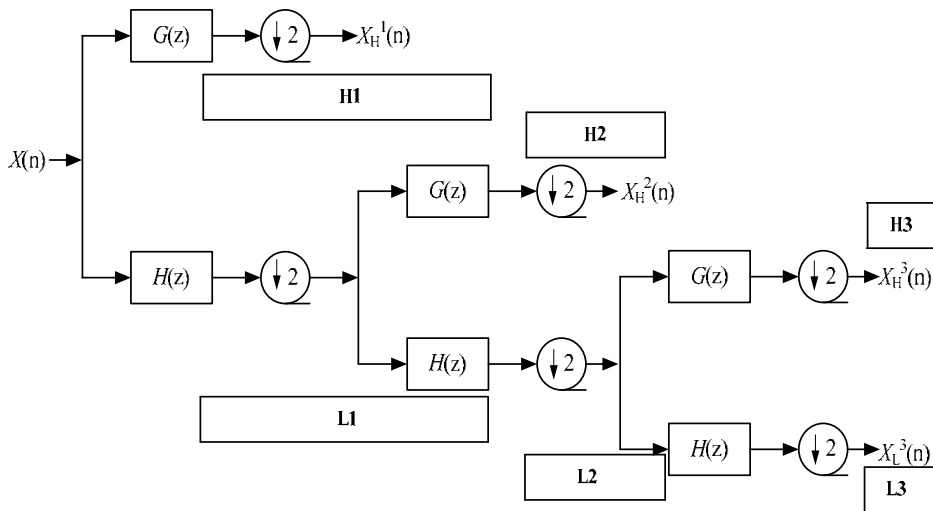 G(z) ↓ 2 X_H^1(n)
H1
H2
X(n)
G(z) ↓ 2 X_H^2(n)
H3
H(z) ↓ 2
G(z) ↓ 2 X_H^3(n)
H(z) ↓ 2
L1
H(z) ↓ 2 X_L^3(n)
L2
L3